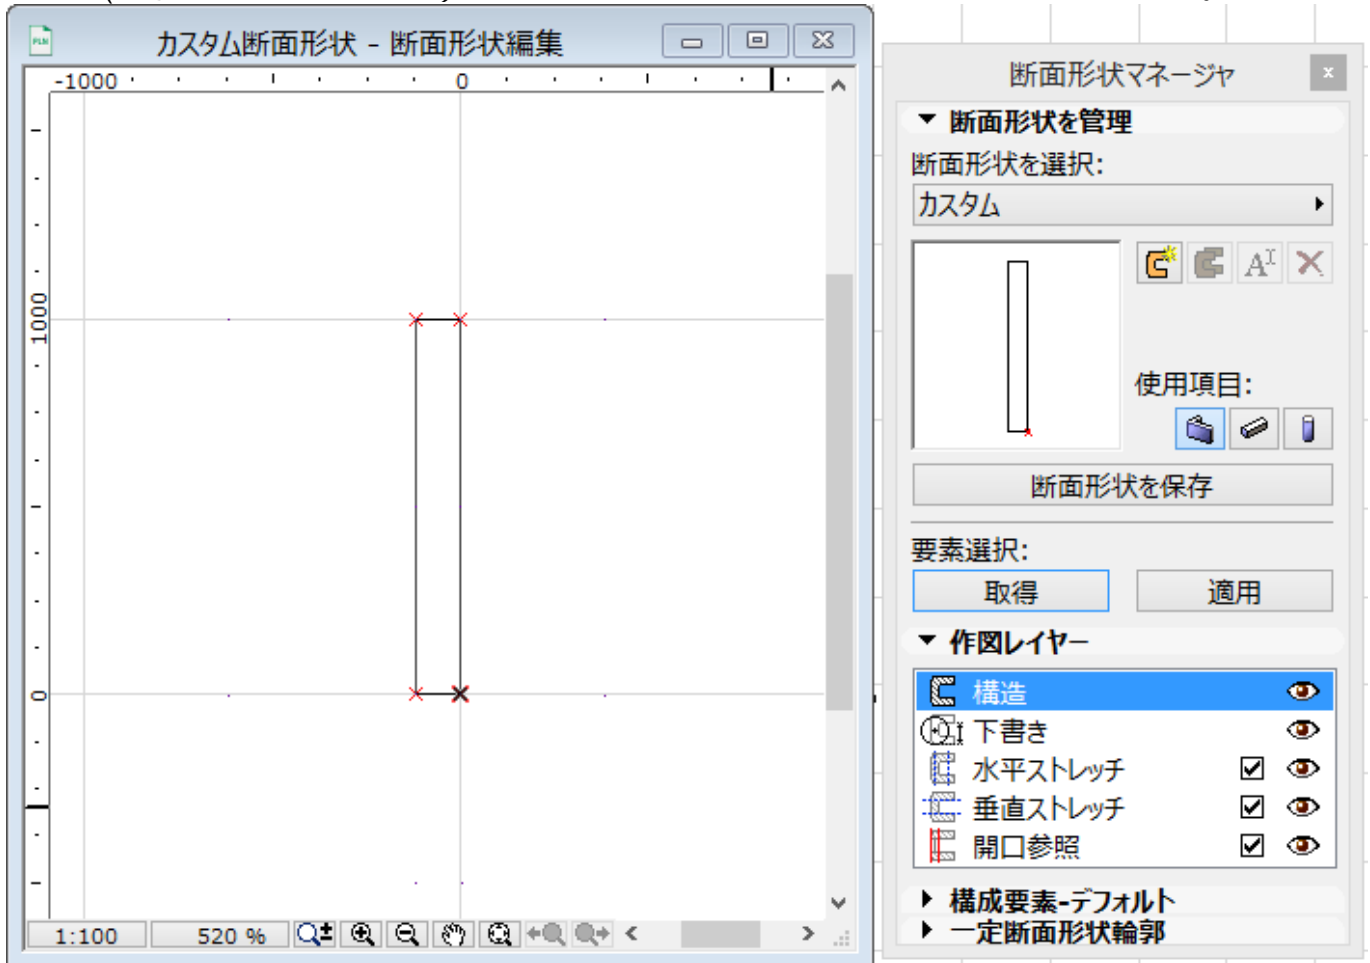 カスタム断面形状 - 断面形状編集
-1000
0
1000
0
1:100
520 %
断面形状マネージャ
断面形状を管理
断面形状を選択:
カスタム
使用項目:
断面形状を保存
要素選択:
取得
適用
作図レイヤー
構造
下書き
水平ストレッチ
垂直ストレッチ
開口参照
構成要素-デフォルト
一定断面形状輪郭